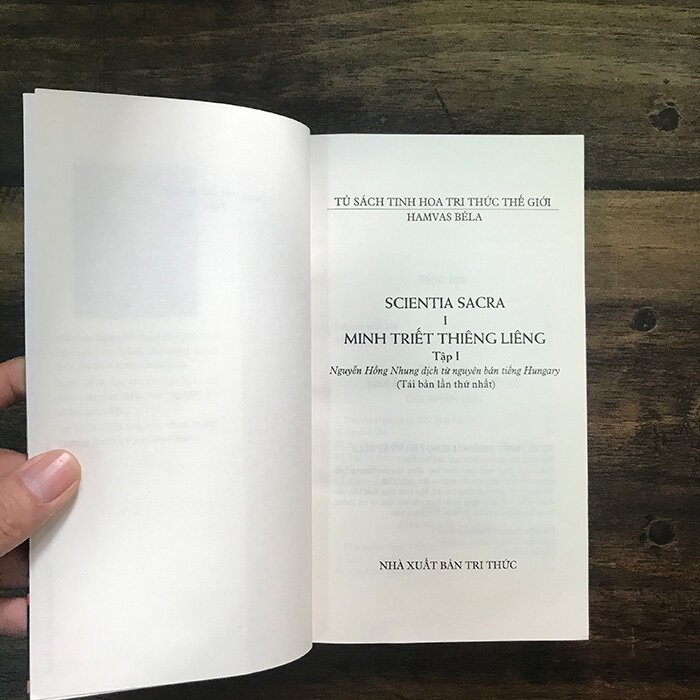 TỦ SÁCH TINH HOA TRI THỨC THẾ GIỚI
HAMVAS BÉLA
SCIENTIA SACRA
I
MINH TRIẾT THIÊNG LIÊNG
Tập I
Nguyễn Hồng Nhung dịch từ nguyên bản tiếng Hungary
(Tái bản lần thứ nhất)
NHÀ XUẤT BẢN TRI THỨC